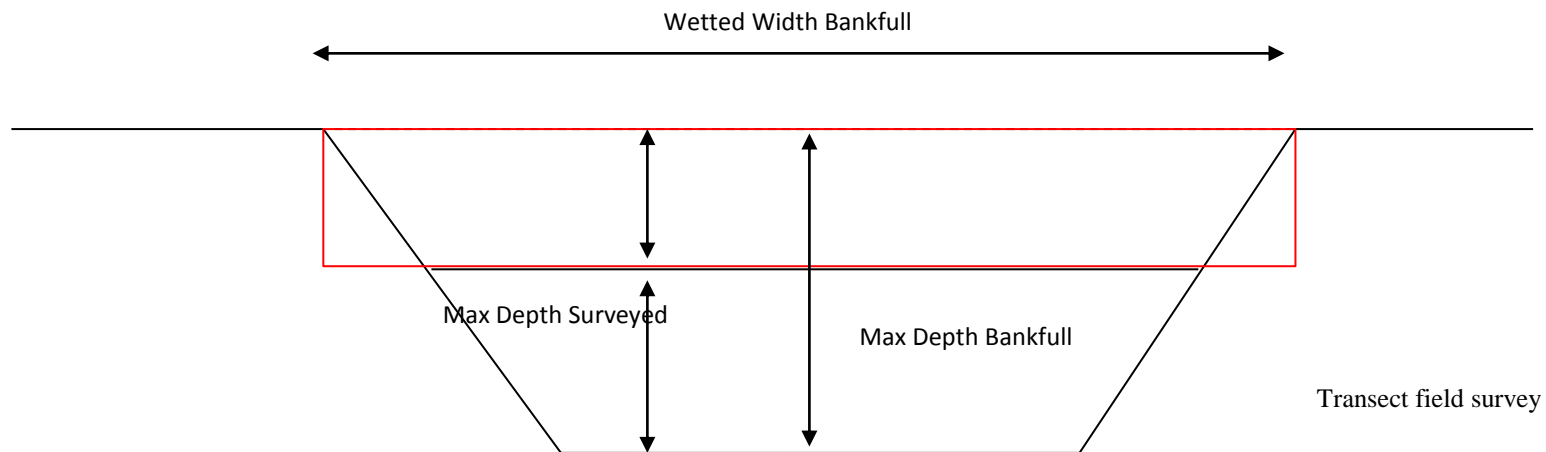 Wetted Width Bankfull
Max Depth Surveyed
Max Depth Bankfull
Transect field survey